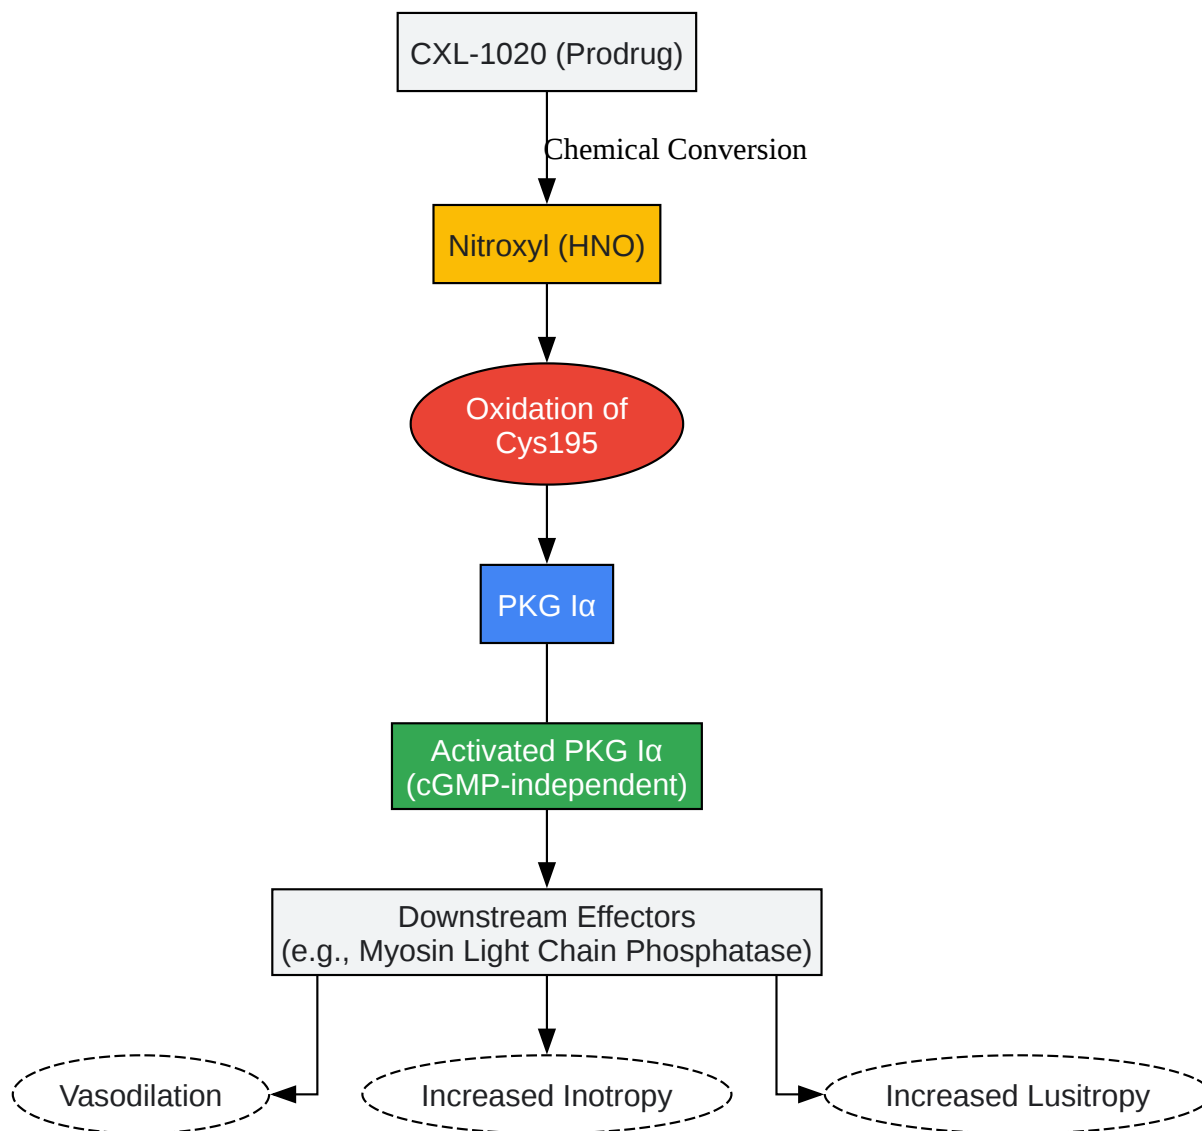 CXL-1020 (Prodrug)
Chemical Conversion
Nitroxyl (HNO)
Oxidation of
Cys195
PKG Iα
Activated PKG Iα
(cGMP-independent)
Downstream Effectors
(e.g., Myosin Light Chain Phosphatase)
Vasodilation
Increased Inotropy
Increased Lusitropy